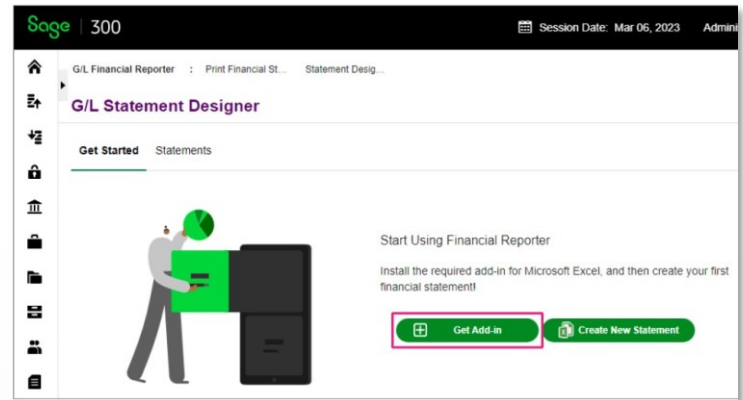 Sage 300
Session Date: Mar 06, 2023 Admini
G/L Financial Reporter : Print Financial St... Statement Desig...
G/L Statement Designer
Get Started Statements
Start Using Financial Reporter
Install the required add-in for Microsoft Excel, and then create your first
financial statement!
Get Add-in Create New Statement